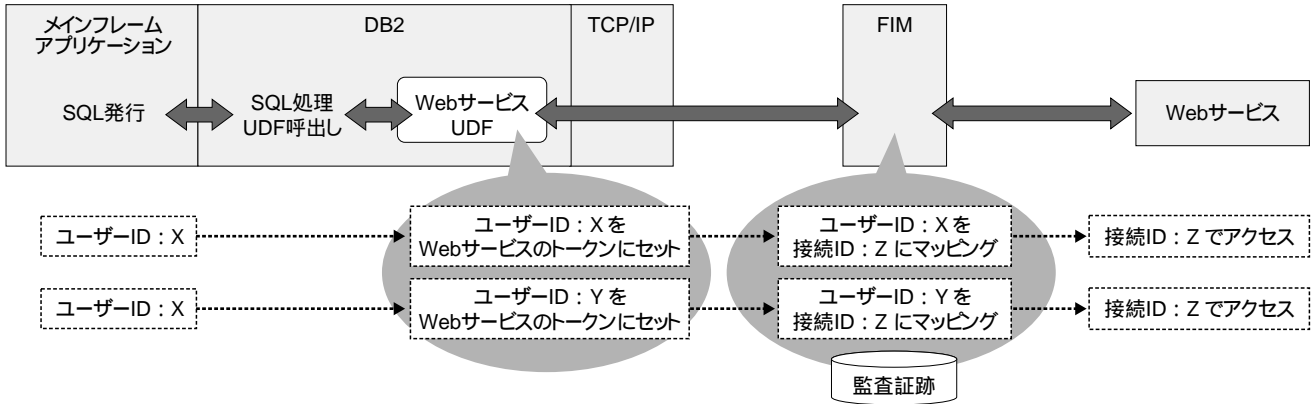 メインフレーム
アプリケーション
DB2
TCP/IP
FIM
SQL発行
SQL処理
UDF呼出し
Webサービス
UDF
Webサービス
ユーザーID：X
ユーザーID：X を
Webサービスのトークンにセット
ユーザーID：X を
接続ID：Z にマッピング
接続ID：Z でアクセス
ユーザーID：X
ユーザーID：Y を
Webサービスのトークンにセット
ユーザーID：Y を
接続ID：Z にマッピング
接続ID：Z でアクセス
監査証跡